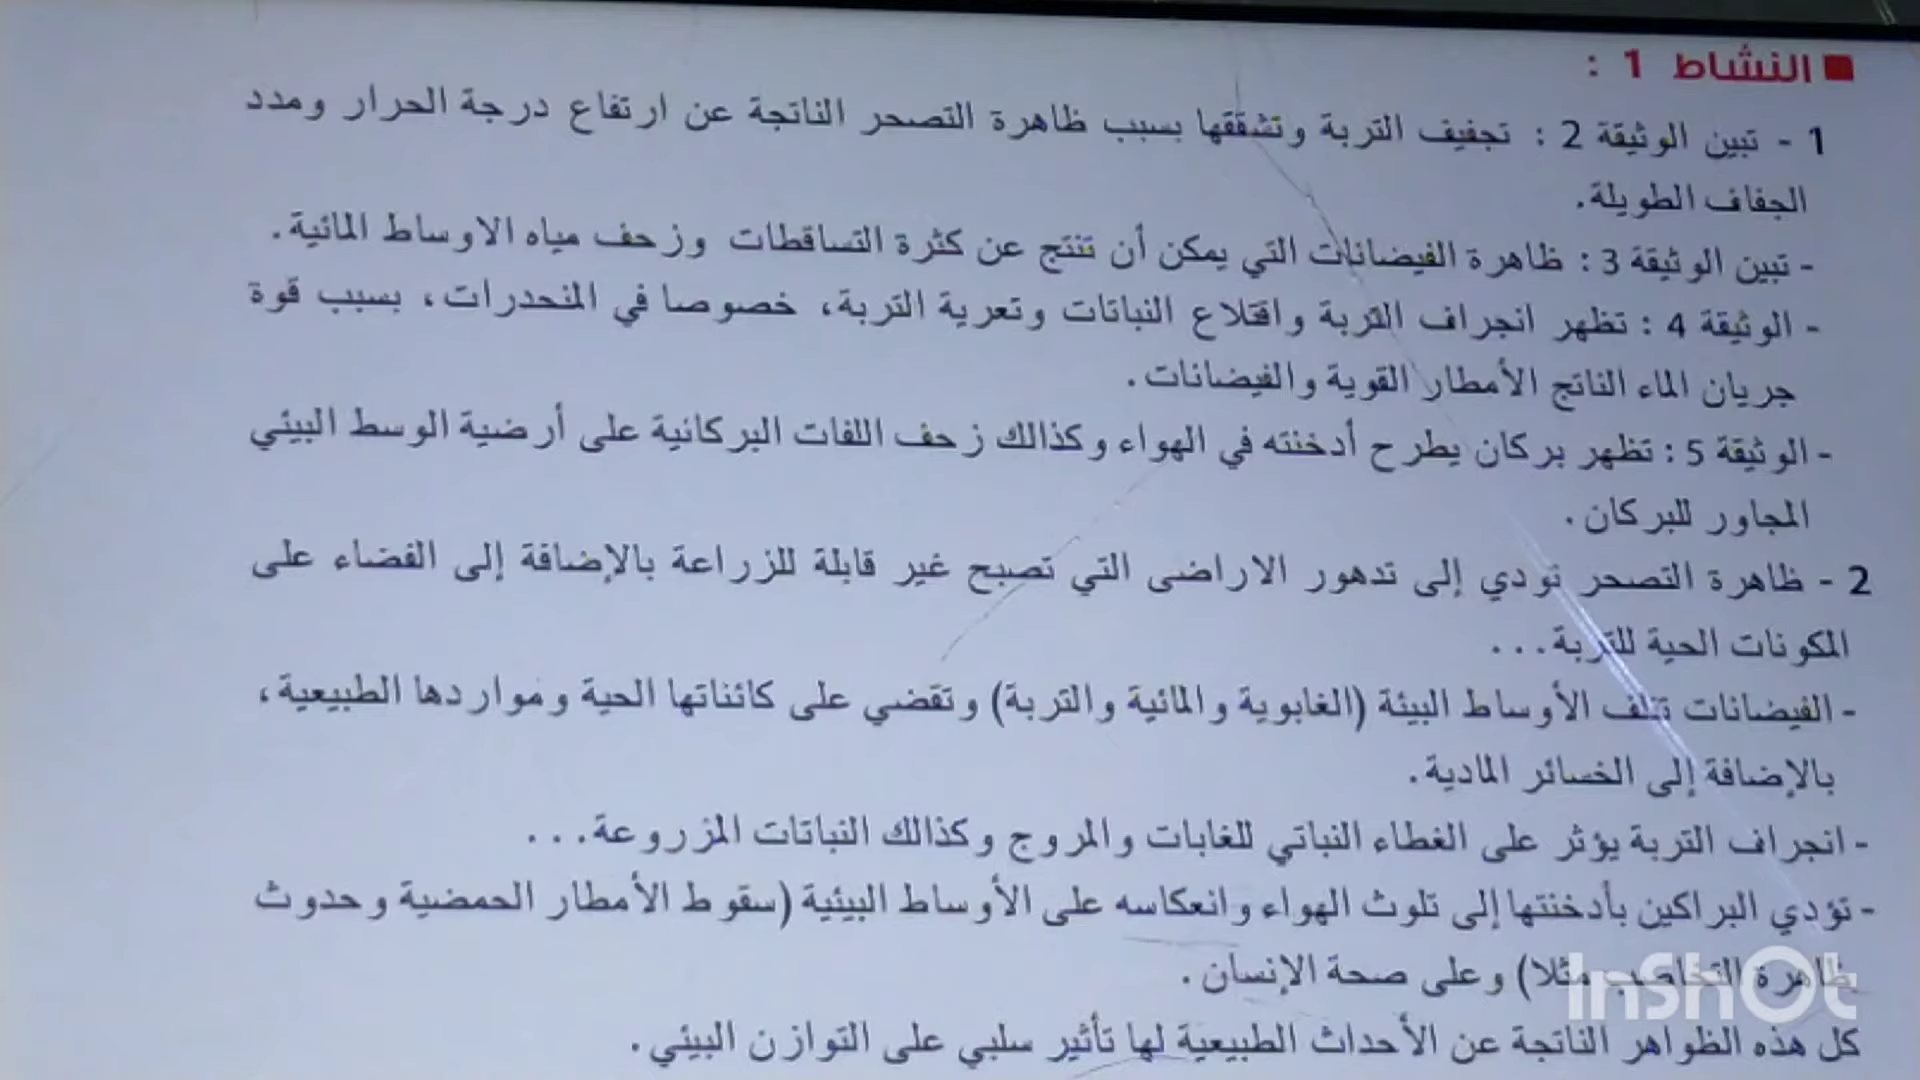 النشاط 1 :
1 - تبين الوثيقة 2 : تجفيف التربة وتشققها بسبب ظاهرة التصحر الناتجة عن ارتفاع درجة الحرار ومدد
الجفاف الطويلة.
- تبين الوثيقة 3 : ظاهرة الفيضانات التي يمكن أن تنتج عن كثرة التساقطات وزحف مياه الاوساط المائية.
- الوثيقة 4 : تظهر انجراف التربة واقتلاع النباتات وتعرية التربة، خصوصا في المنحدرات، بسبب قوة
جريان الماء الناتج الأمطار القوية والفيضانات.
- الوثيقة 5 : تظهر بركان يطرح أدخنته في الهواء وكذالك زحف اللفات البركانية على أرضية الوسط البيئي
المجاور للبركان.
2 - ظاهرة التصحر تودي إلى تدهور الاراضى التي تصبح غير قابلة للزراعة بالإضافة إلى الفضاء على
المكونات الحية للتربة...
- الفيضانات تتلف الأوساط البيئة (الغابوية والمائية والتربة) وتقضي على كائناتها الحية ومواردها الطبيعية،
بالإضافة إلى الخسائر المادية.
- انجراف التربة يؤثر على الغطاء النباتي للغابات والمروج وكذالك النباتات المزروعة...
- تؤدي البراكين بأدخنتها إلى تلوث الهواء وانعكاسه على الأوساط البيئية (سقوط الأمطار الحمضية وحدوث
ظاهرة التخاصب مثلا) وعلى صحة الإنسان.
كل هذه الظواهر الناتجة عن الأحداث الطبيعية لها تأثير سلبي على التوازن البيئي.
InShOt